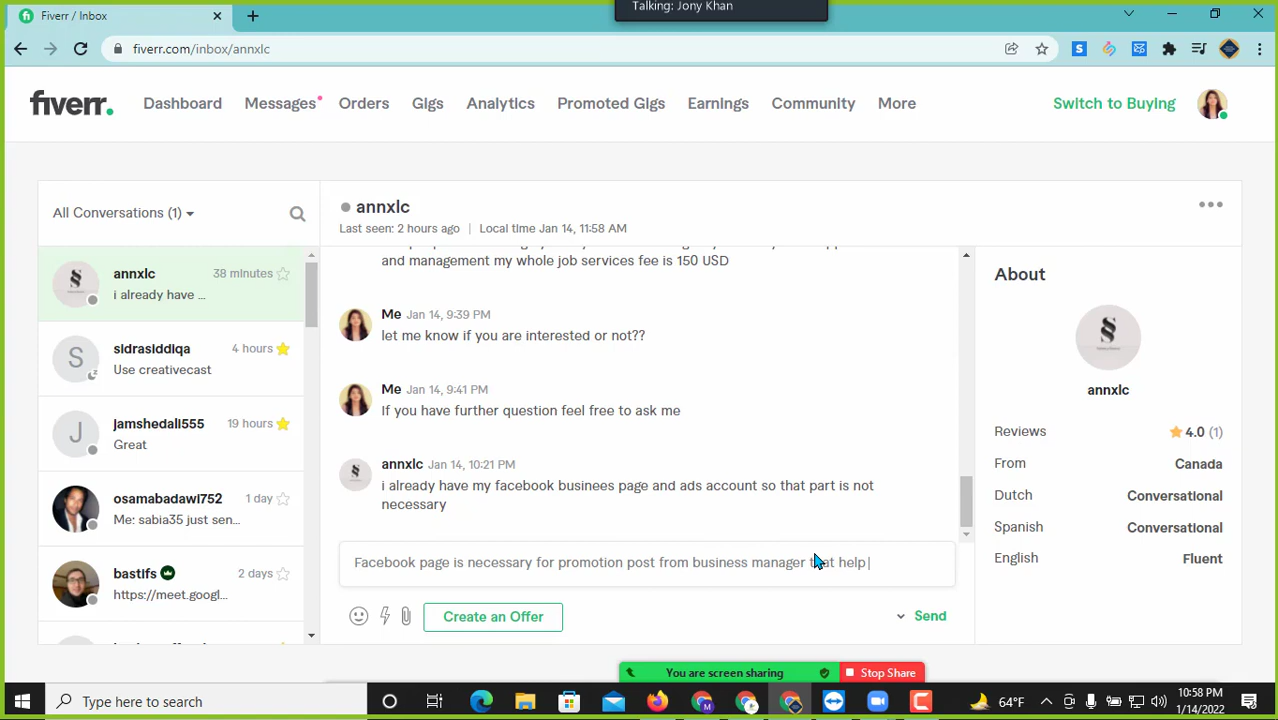 Talking: Jony Khan
Fiverr / Inbox
fiverr.com/inbox/annxlc
fiverr.
Dashboard Messages Orders Gigs Analytics Promoted Gigs Earnings Community More Switch to Buying
All Conversations (1)
annxlc
Last seen: 2 hours ago | Local time Jan 14, 11:58 AM
annxlc 38 minutes
i already have ...
sidrasiddiqa 4 hours
Use creativecast
jamshedali555 19 hours
Great
osamabadawi752 1 day
Me: sabia35 just sen...
bastifs 2 days
https://meet.googl...
and management my whole job services fee is 150 USD
Me Jan 14, 9:39 PM
let me know if you are interested or not??
Me Jan 14, 9:41 PM
If you have further question feel free to ask me
annxlc Jan 14, 10:21 PM
i already have my facebook businees page and ads account so that part is not
necessary
Facebook page is necessary for promotion post from business manager that help
Create an Offer
Send
About
annxlc
Reviews 4.0 (1)
From Canada
Dutch Conversational
Spanish Conversational
English Fluent
You are screen sharing Stop Share
Type here to search
64°F
10:58 PM
1/14/2022